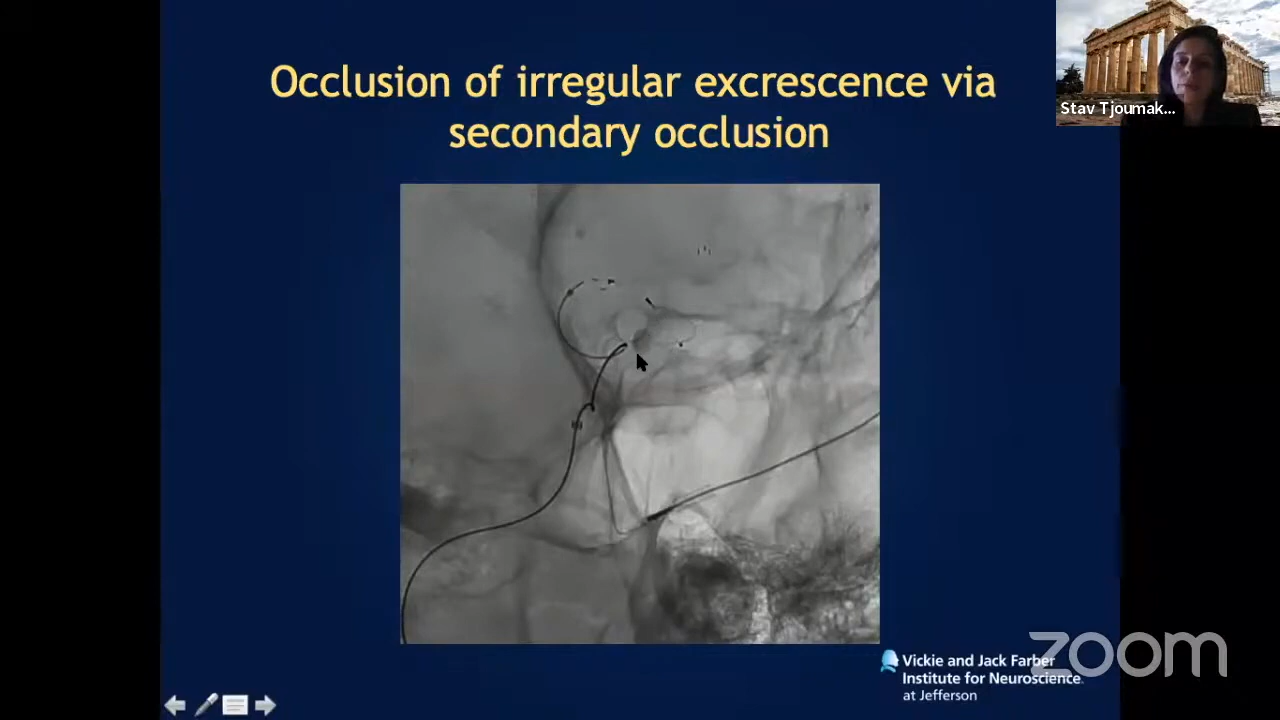 Occlusion of irregular excrescence via
secondary occlusion
Stav Tjoumak...
Vickie and Jack Farber
Institute for Neuroscience
at Jefferson
zoom